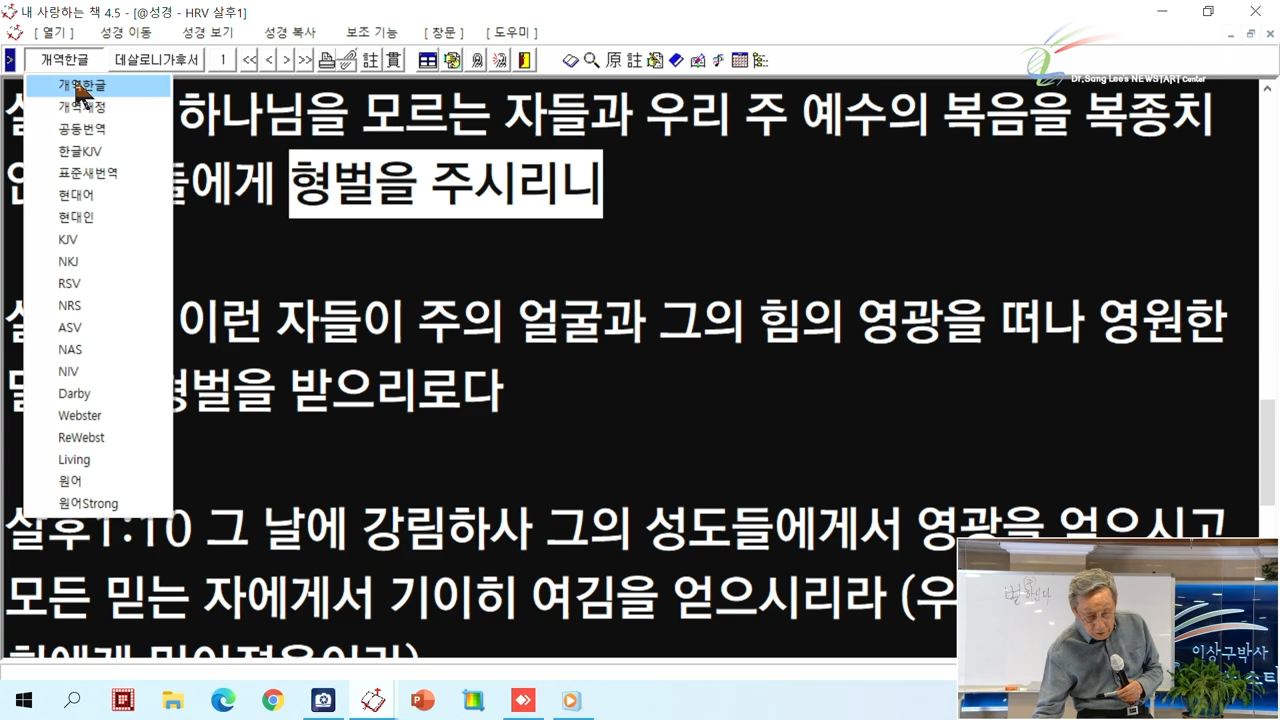 내 사랑하는 책 4.5 - [@성경 - HRV 살후1]
[ 열기 ] 성경 이동 성경 보기 성경 복사 보조 기능 [ 창문 ] [ 도우미 ]
개역한글 데살로니가후서 1 << < > >> 註 貫 原 註
Dr.Sang Lee's NEWSTART Center
개역한글
개역개정
공동번역
한글KJV
표준새번역
현대어
현대인
KJV
NKJ
RSV
NRS
ASV
NAS
NIV
Darby
Webster
ReWebst
Living
원어
원어Strong
하나님을 모르는 자들과 우리 주 예수의 복음을 복종치
들에게 형벌을 주시리니
이런 자들이 주의 얼굴과 그의 힘의 영광을 떠나 영원한
형벌을 받으리로다
살후1:10 그 날에 강림하사 그의 성도들에게서 영광을 얻으시고
모든 믿는 자에게서 기이히 여김을 얻으시리라 (우
이상구박사